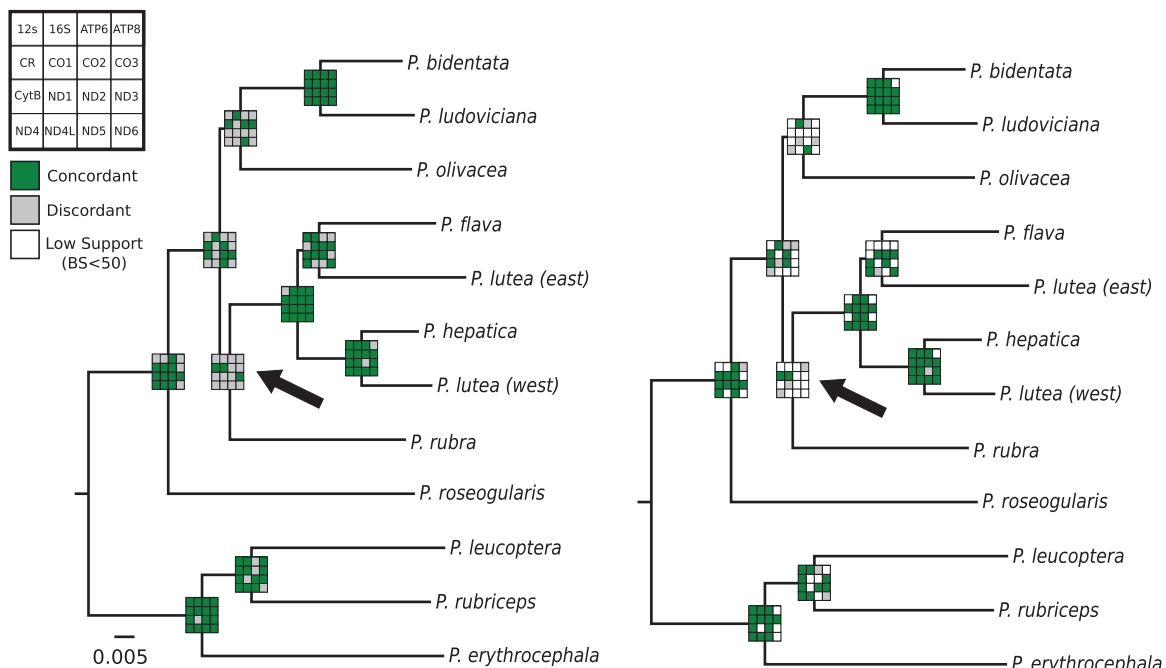 12s 16S ATP6 ATP8
CR CO1 CO2 CO3
CytB ND1 ND2 ND3
ND4 ND4L ND5 ND6
Concordant
Discordant
Low Support
(BS<50)
P. bidentata
P. ludoviciana
P. olivacea
P. flava
P. lutea (east)
P. hepatica
P. lutea (west)
P. rubra
P. roseogularis
P. leucoptera
P. rubriceps
P. erythrocephala
0.005
P. bidentata
P. ludoviciana
P. olivacea
P. flava
P. lutea (east)
P. hepatica
P. lutea (west)
P. rubra
P. roseogularis
P. leucoptera
P. rubriceps
P. erythrocephala